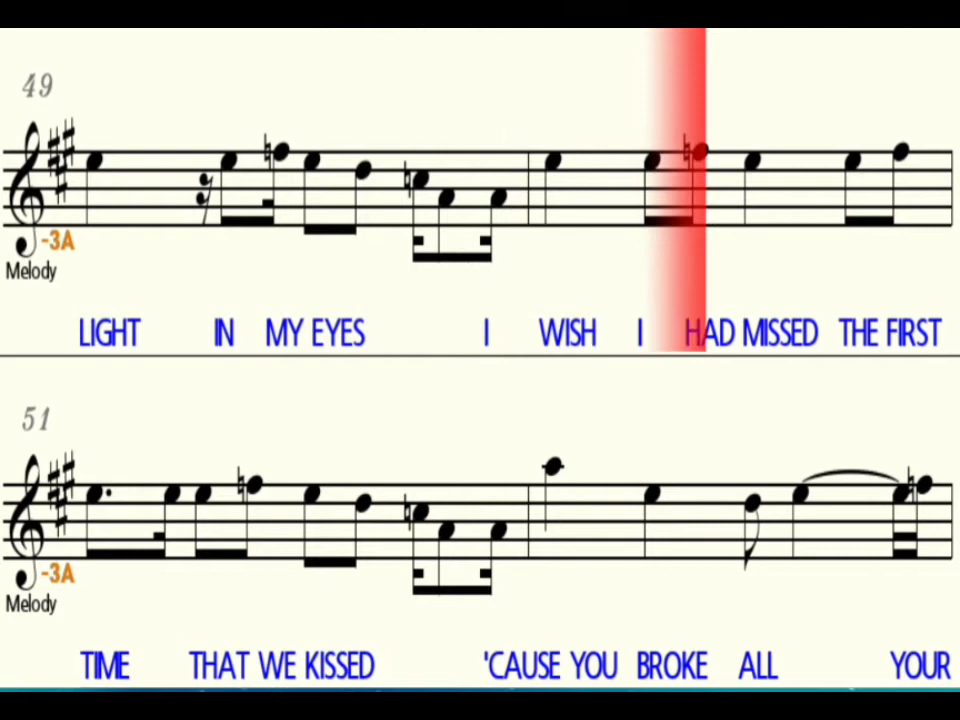 49
-3A
Melody
LIGHT IN MY EYES I WISH I HAD MISSED THE FIRST
51
-3A
Melody
TIME THAT WE KISSED 'CAUSE YOU BROKE ALL YOUR